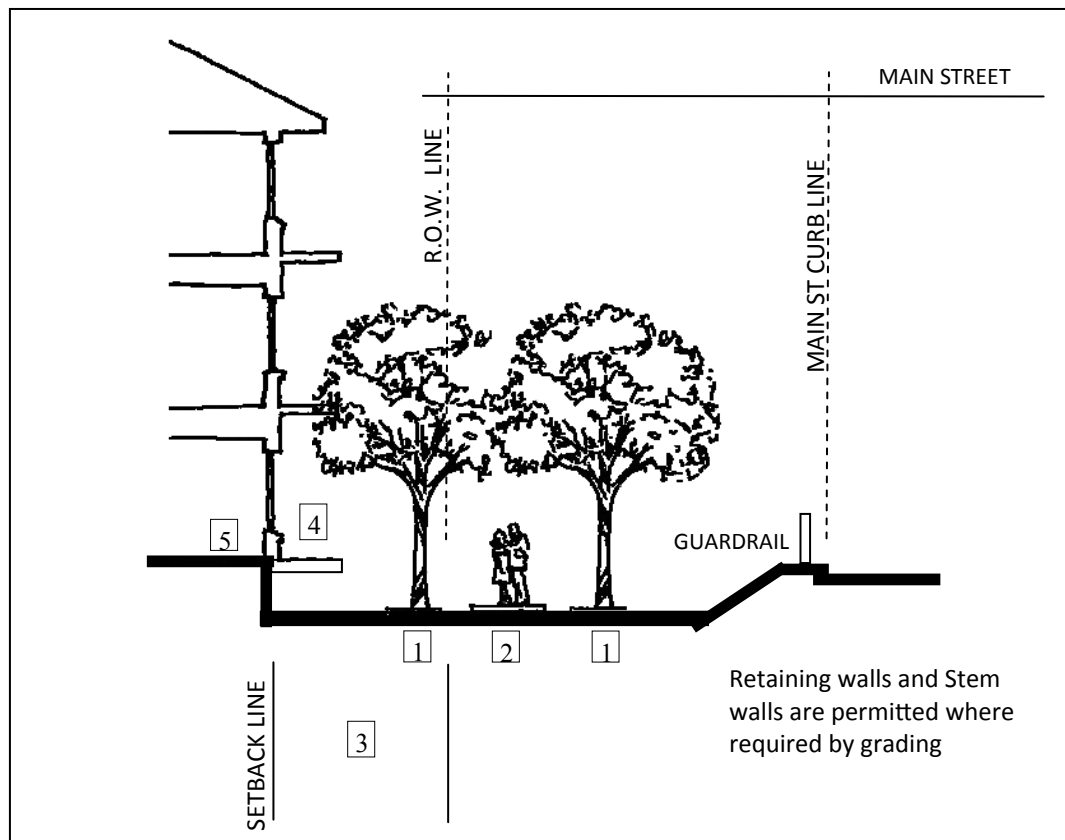 MAIN STREET
R.O.W. LINE
MAIN ST CURB LINE
4
5
GUARDRAIL
1
2
1
SETBACK LINE
3
Retaining walls and Stem
walls are permitted where
required by grading